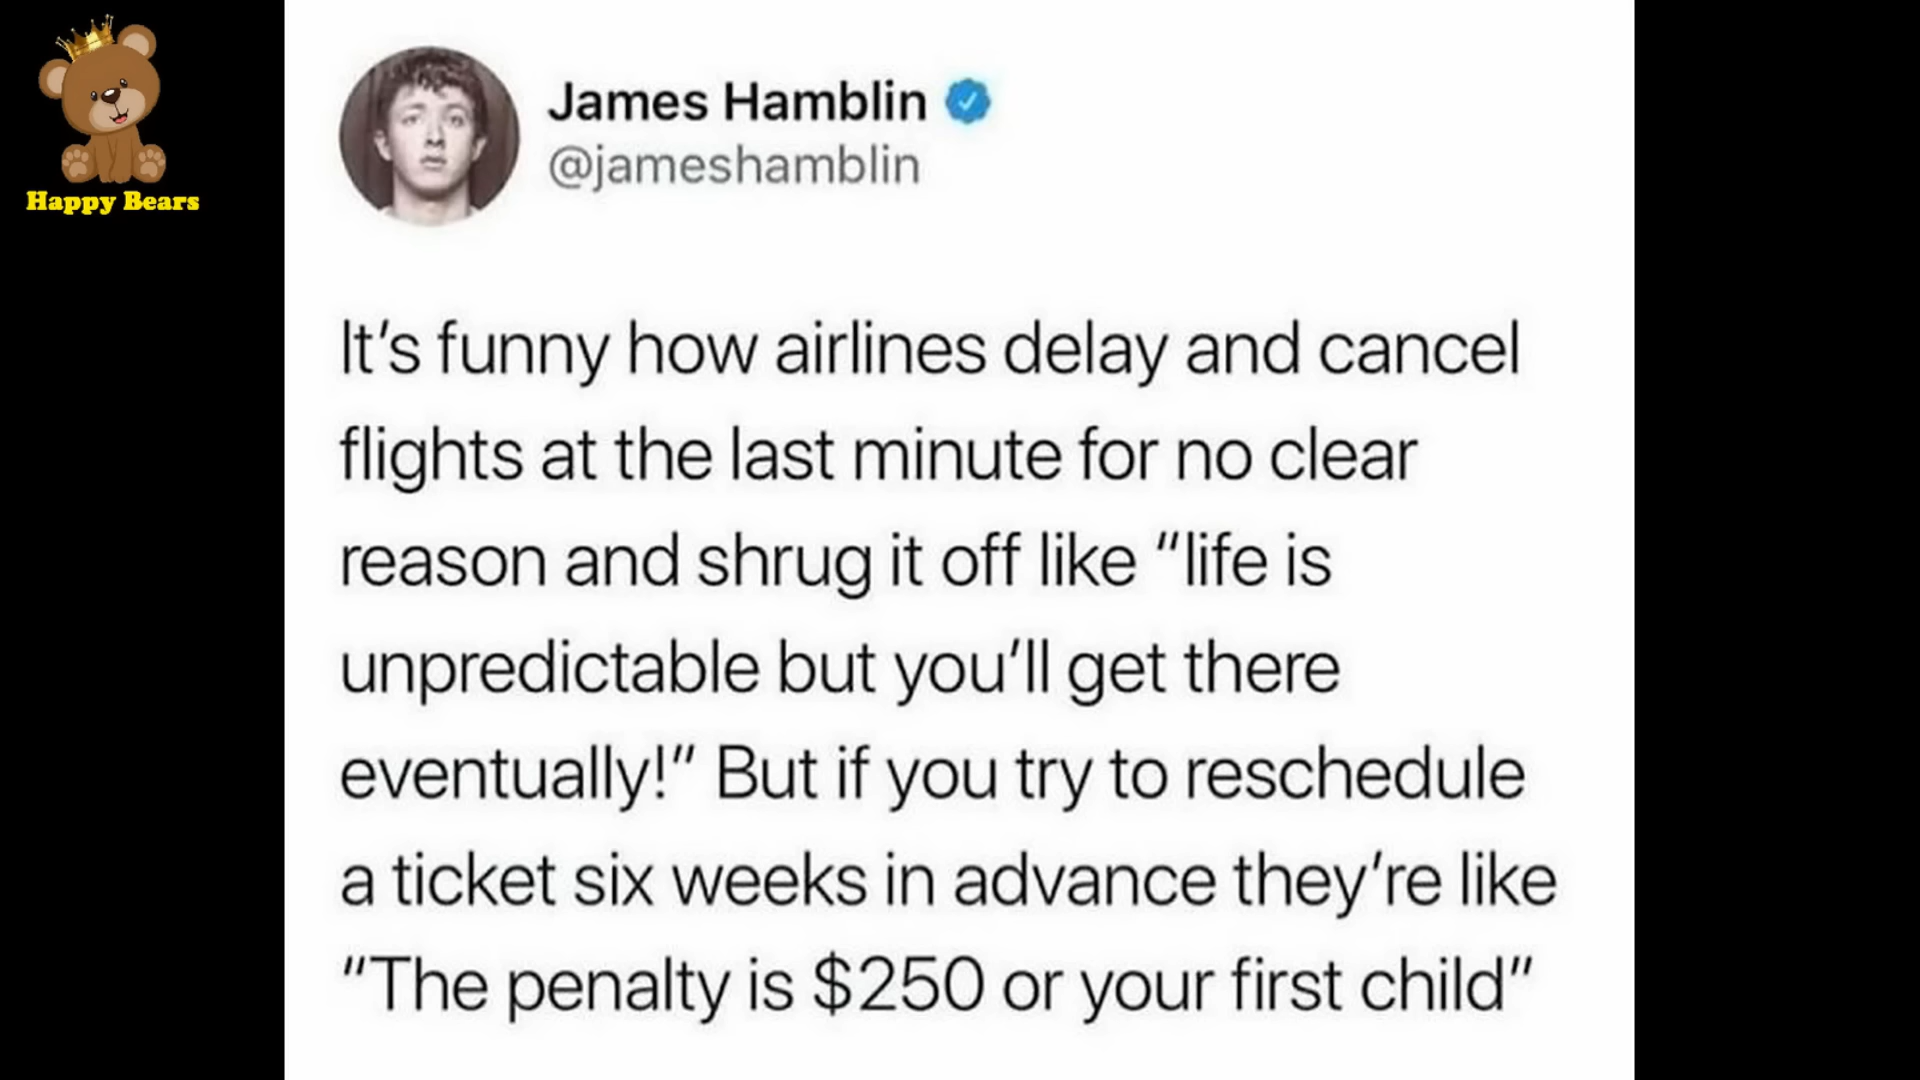 Happy Bears
James Hamblin
@jameshamblin
It's funny how airlines delay and cancel
flights at the last minute for no clear
reason and shrug it off like "life is
unpredictable but you'll get there
eventually!" But if you try to reschedule
a ticket six weeks in advance they're like
"The penalty is $250 or your first child"